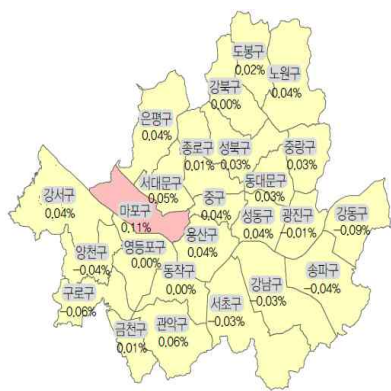 도봉구
0.02%
노원구
0.04%
강북구
0.00%
은평구
0.04%
종로구
0.01%
성북구
0.03%
중랑구
0.03%
서대문구
0.05%
동대문구
0.03%
강서구
0.04%
마포구
0.11%
중구
0.04%
성동구
0.04%
광진구
-0.01%
강동구
-0.09%
용산구
0.04%
양천구
-0.04%
영등포구
0.00%
동작구
0.00%
강남구
-0.03%
송파구
-0.04%
구로구
-0.06%
서초구
-0.03%
금천구
0.01%
관악구
0.06%